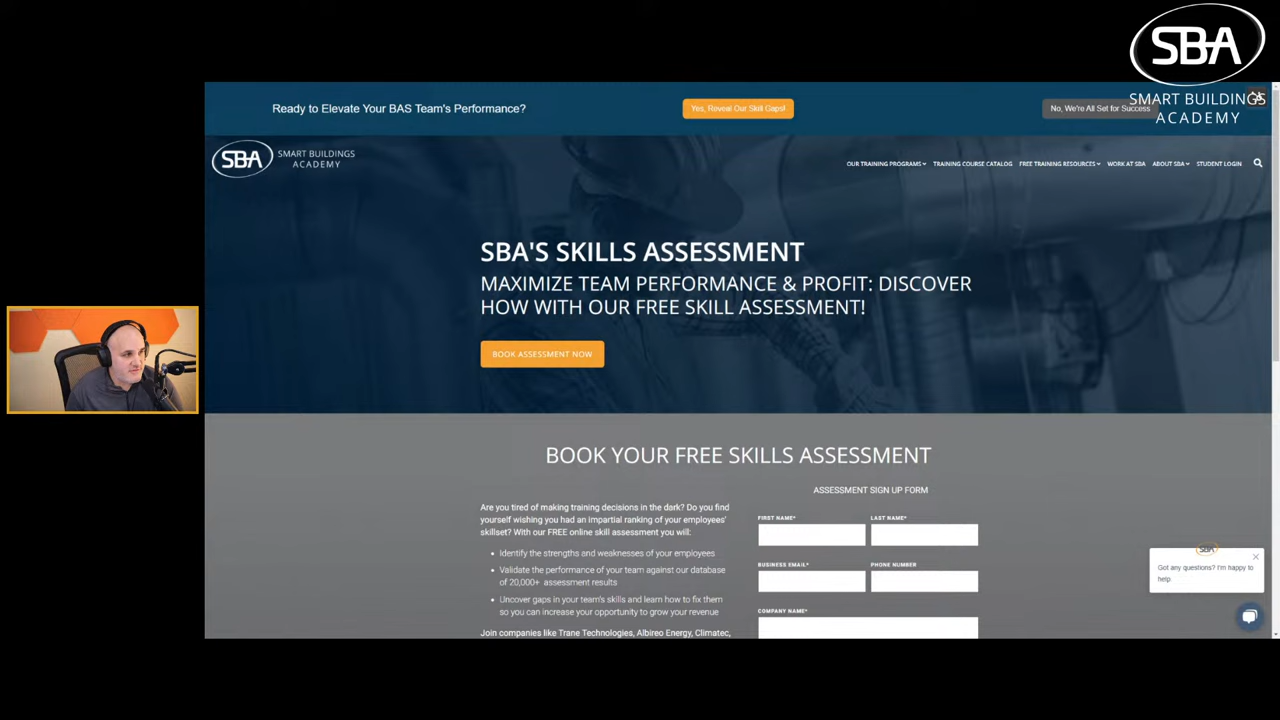 SBA
SMART BUILDINGS
ACADEMY
Ready to Elevate Your BAS Team's Performance?
Yes, Reveal Our Skill Gaps!
No, We're All Set for Success
SBA
SMART BUILDINGS
ACADEMY
OUR TRAINING PROGRAMS
TRAINING COURSE CATALOG
FREE TRAINING RESOURCES
WORK AT SBA
ABOUT SBA
STUDENT LOGIN
SBA'S SKILLS ASSESSMENT
MAXIMIZE TEAM PERFORMANCE & PROFIT: DISCOVER
HOW WITH OUR FREE SKILL ASSESSMENT!
BOOK ASSESSMENT NOW
BOOK YOUR FREE SKILLS ASSESSMENT
Are you tired of making training decisions in the dark? Do you find
yourself wishing you had an impartial ranking of your employees'
skillset? With our FREE online skill assessment you will:
• Identify the strengths and weaknesses of your employees
• Validate the performance of your team against our database
of 20,000+ assessment results
• Uncover gaps in your team's skills and learn how to fix them
so you can increase your opportunity to grow your revenue
Join companies like Trane Technologies, Albireo Energy, Climatec,
ASSESSMENT SIGN UP FORM
FIRST NAME*
LAST NAME*
BUSINESS EMAIL*
PHONE NUMBER
COMPANY NAME*
SBA
Got any questions? I'm happy to
help.